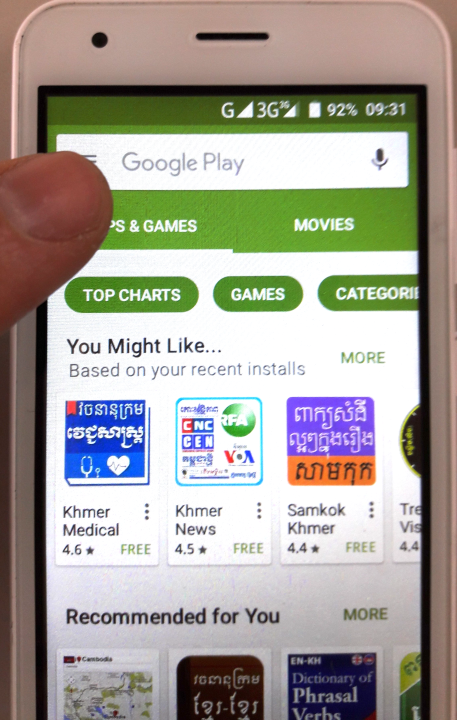 G 3G 3G 92% 09:31
Google Play
PS & GAMES
MOVIES
TOP CHARTS
GAMES
CATEGORIE
You Might Like...
Based on your recent installs
MORE
វចនានុក្រម
វេជ្ជសាស្ត្រ
CNC
CEN
RFA
VOA
ពាក្យសំដី
ល្អៗក្នុងរឿង
សាមកុក
Khmer
Medical
4.6 ★ FREE
Khmer
News
4.5 ★ FREE
Samkok
Khmer
4.4 ★ FREE
Tre
Vis
4.4
Recommended for You
MORE
Cambodia
វចនានុក្រម
ខ្មែរ-ខ្មែរ
EN-KH
Dictionary of
Phrasal
Verbs